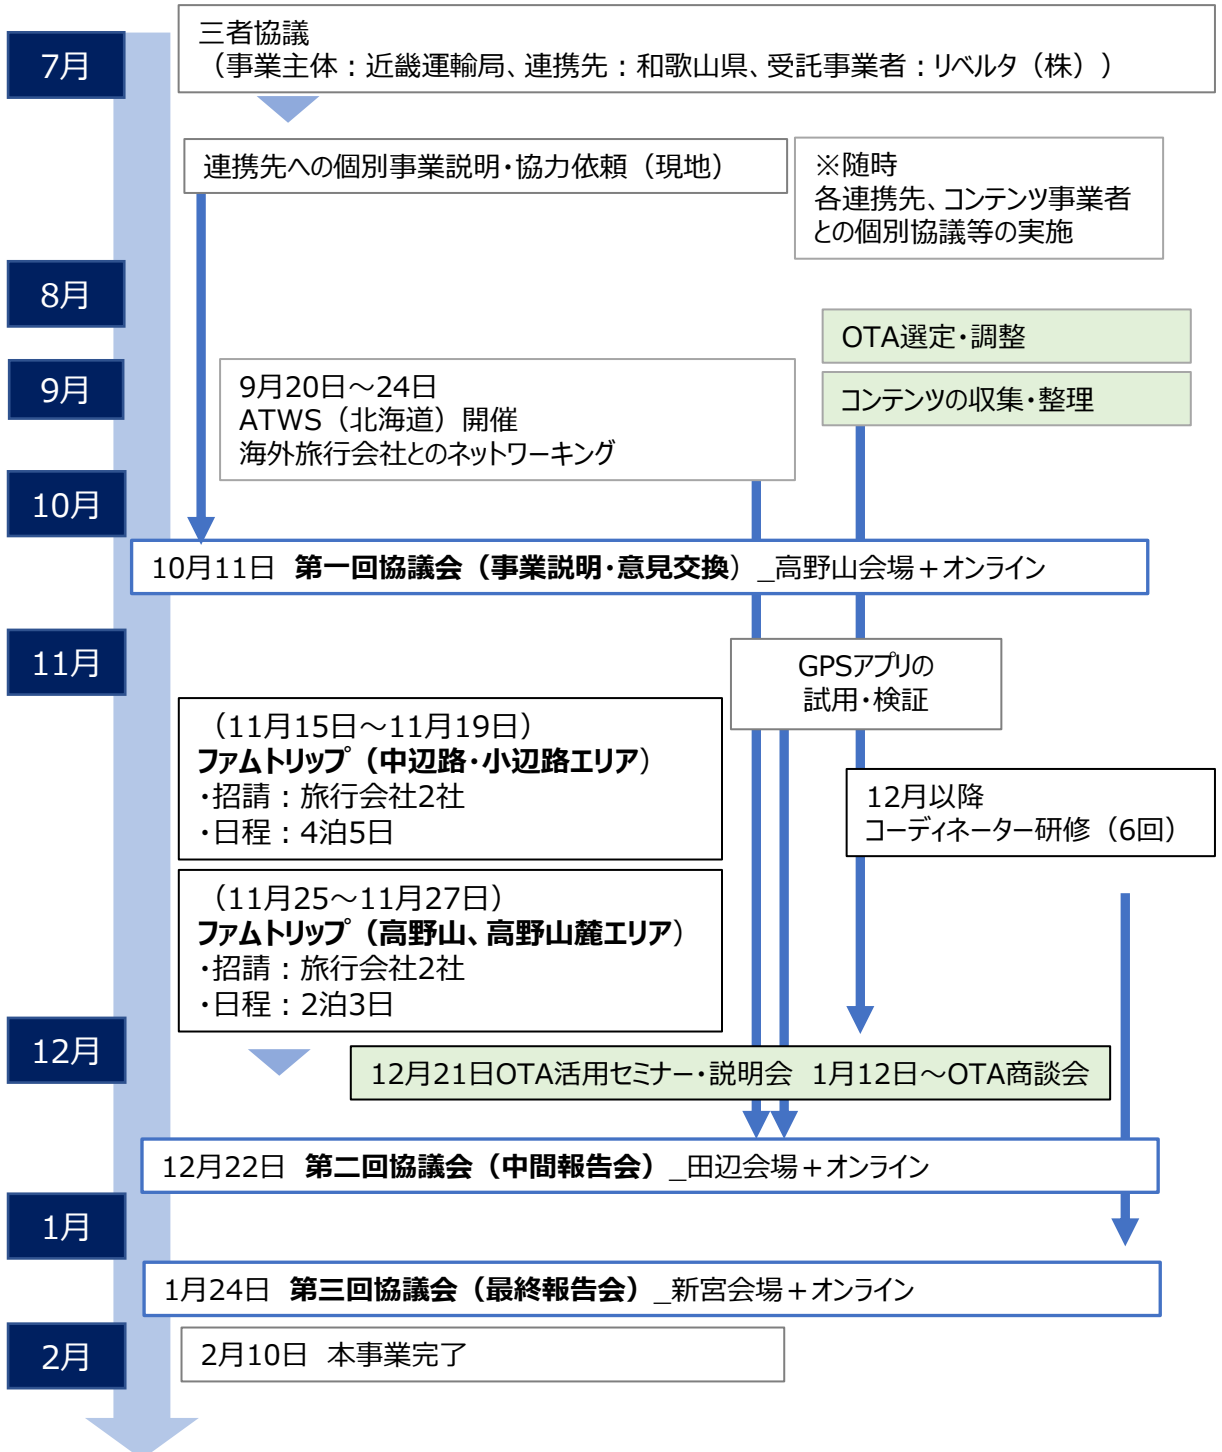 7月
三者協議
（事業主体：近畿運輸局、連携先：和歌山県、受託事業者：リベルタ（株））
連携先への個別事業説明・協力依頼（現地）
※随時
各連携先、コンテンツ事業者
との個別協議等の実施
8月
OTA選定・調整
9月
9月20日～24日
ATWS（北海道）開催
海外旅行会社とのネットワーキング
コンテンツの収集・整理
10月
10月11日 第一回協議会（事業説明・意見交換）_高野山会場＋オンライン
11月
GPSアプリの
試用・検証
（11月15日～11月19日）
ファムトリップ（中辺路・小辺路エリア）
・招請：旅行会社2社
・日程：4泊5日
12月以降
コーディネーター研修（6回）
（11月25～11月27日）
ファムトリップ（高野山、高野山麓エリア）
・招請：旅行会社2社
・日程：2泊3日
12月
12月21日OTA活用セミナー・説明会 1月12日～OTA商談会
12月22日 第二回協議会（中間報告会）_田辺会場＋オンライン
1月
1月24日 第三回協議会（最終報告会）_新宮会場＋オンライン
2月
2月10日 本事業完了